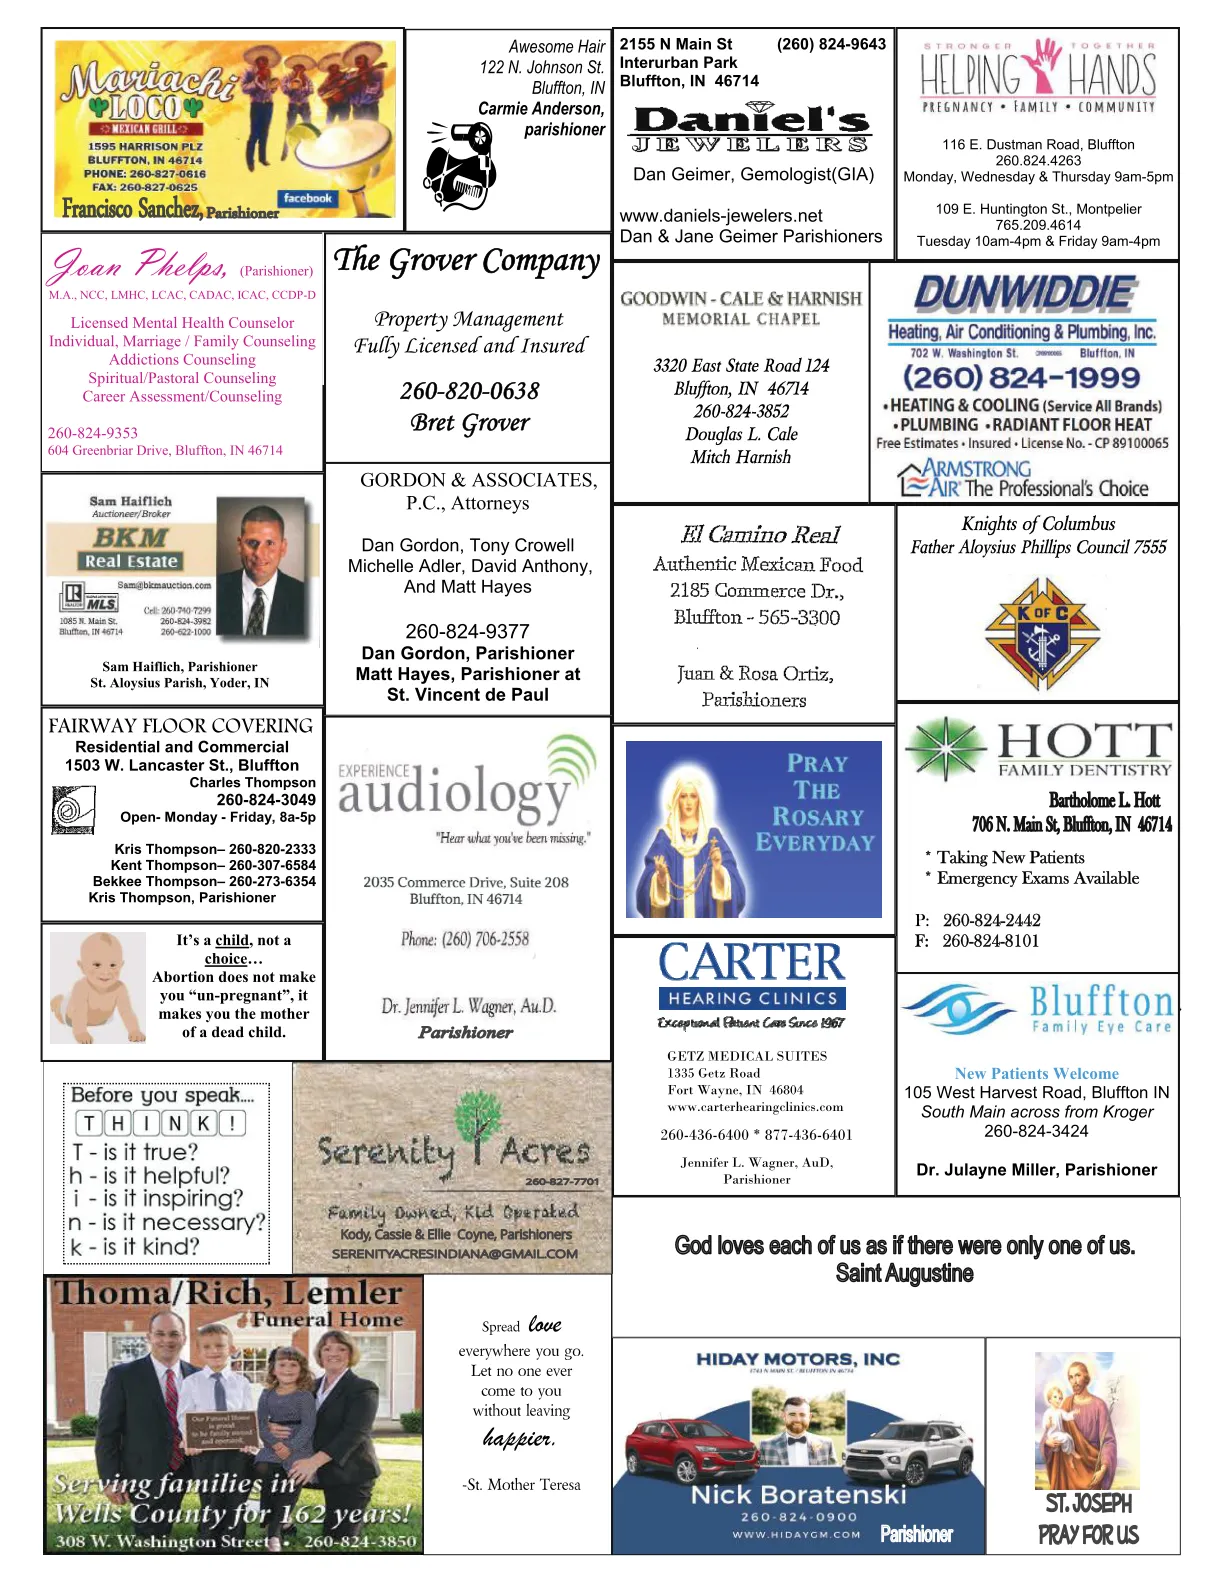 Mariachi
LOCO
MEXICAN GRILL
1595 HARRISON PLZ
BLUFFTON, IN 46714
PHONE: 260-827-0616
FAX: 260-827-0625
facebook
Francisco Sanchez, Parishioner
Awesome Hair
122 N. Johnson St.
Bluffton, IN
Carmie Anderson,
parishioner
2155 N Main St (260) 824-9643
Interurban Park
Bluffton, IN 46714
Daniel's
JEWELERS
Dan Geimer, Gemologist(GIA)
www.daniels-jewelers.net
Dan & Jane Geimer Parishioners
STRONGER TOGETHER
HELPING HANDS
PREGNANCY • FAMILY • COMMUNITY
116 E. Dustman Road, Bluffton
260.824.4263
Monday, Wednesday & Thursday 9am-5pm
109 E. Huntington St., Montpelier
765.209.4614
Tuesday 10am-4pm & Friday 9am-4pm
Joan Phelps, (Parishioner)
M.A., NCC, LMHC, LCAC, CADAC, ICAC, CCDP-D
Licensed Mental Health Counselor
Individual, Marriage / Family Counseling
Addictions Counseling
Spiritual/Pastoral Counseling
Career Assessment/Counseling
260-824-9353
604 Greenbriar Drive, Bluffton, IN 46714
The Grover Company
Property Management
Fully Licensed and Insured
260-820-0638
Bret Grover
GOODWIN - CALE & HARNISH
MEMORIAL CHAPEL
3320 East State Road 124
Bluffton, IN 46714
260-824-3852
Douglas L. Cale
Mitch Harnish
DUNWIDDIE
Heating, Air Conditioning & Plumbing, Inc.
702 W. Washington St. Bluffton, IN
(260) 824-1999
• HEATING & COOLING (Service All Brands)
• PLUMBING • RADIANT FLOOR HEAT
Free Estimates • Insured • License No. - CP 89100065
ARMSTRONG
AIR The Professional's Choice
Sam Haiflich
Auctioneer/Broker
BKM
Real Estate
Sam@bkmauction.com
R
REALTOR
MLS
Cell: 260-740-7299
1085 N. Main St. 260-824-3982
Bluffton, IN 46714 260-622-1000
Sam Haiflich, Parishioner
St. Aloysius Parish, Yoder, IN
GORDON & ASSOCIATES,
P.C., Attorneys
Dan Gordon, Tony Crowell
Michelle Adler, David Anthony,
And Matt Hayes
260-824-9377
Dan Gordon, Parishioner
Matt Hayes, Parishioner at
St. Vincent de Paul
El Camino Real
Authentic Mexican Food
2185 Commerce Dr.,
Bluffton - 565-3300
Juan & Rosa Ortiz,
Parishioners
Knights of Columbus
Father Aloysius Phillips Council 7555
K OF C
FAIRWAY FLOOR COVERING
Residential and Commercial
1503 W. Lancaster St., Bluffton
Charles Thompson
260-824-3049
Open- Monday - Friday, 8a-5p
Kris Thompson– 260-820-2333
Kent Thompson– 260-307-6584
Bekkee Thompson– 260-273-6354
Kris Thompson, Parishioner
EXPERIENCE
audiology
"Hear what you've been missing."
2035 Commerce Drive, Suite 208
Bluffton, IN 46714
Phone: (260) 706-2558
Dr. Jennifer L. Wagner, Au.D.
Parishioner
PRAY
THE
ROSARY
EVERYDAY
HOTT
FAMILY DENTISTRY
Bartholome L. Hott
706 N. Main St, Bluffton, IN 46714
* Taking New Patients
* Emergency Exams Available
P: 260-824-2442
F: 260-824-8101
It’s a child, not a
choice…
Abortion does not make
you “un-pregnant”, it
makes you the mother
of a dead child.
CARTER
HEARING CLINICS
Exceptional Patient Care Since 1967
GETZ MEDICAL SUITES
1335 Getz Road
Fort Wayne, IN 46804
www.carterhearingclinics.com
260-436-6400 * 877-436-6401
Jennifer L. Wagner, AuD,
Parishioner
Bluffton
Family Eye Care
New Patients Welcome
105 West Harvest Road, Bluffton IN
South Main across from Kroger
260-824-3424
Dr. Julayne Miller, Parishioner
Before you speak....
THINK!
T - is it true?
h - is it helpful?
i - is it inspiring?
n - is it necessary?
k - is it kind?
Serenity Acres
260-827-7701
Family Owned, Kid Operated
Kody, Cassie & Ellie Coyne, Parishioners
SERENITYACRESINDIANA@GMAIL.COM
God loves each of us as if there were only one of us.
Saint Augustine
Thoma/Rich, Lemler
Funeral Home
Our Funeral Home
is proud
to be family owned
and operated.
Serving families in
Wells County for 162 years!
308 W. Washington Street • 260-824-3850
Spread love
everywhere you go.
Let no one ever
come to you
without leaving
happier.
-St. Mother Teresa
HIDAY MOTORS, INC
1743 N MAIN ST. / BLUFFTON IN 46714
Nick Boratenski
260-824-0900
WWW.HIDAYGM.COM Parishioner
ST. JOSEPH
PRAY FOR US